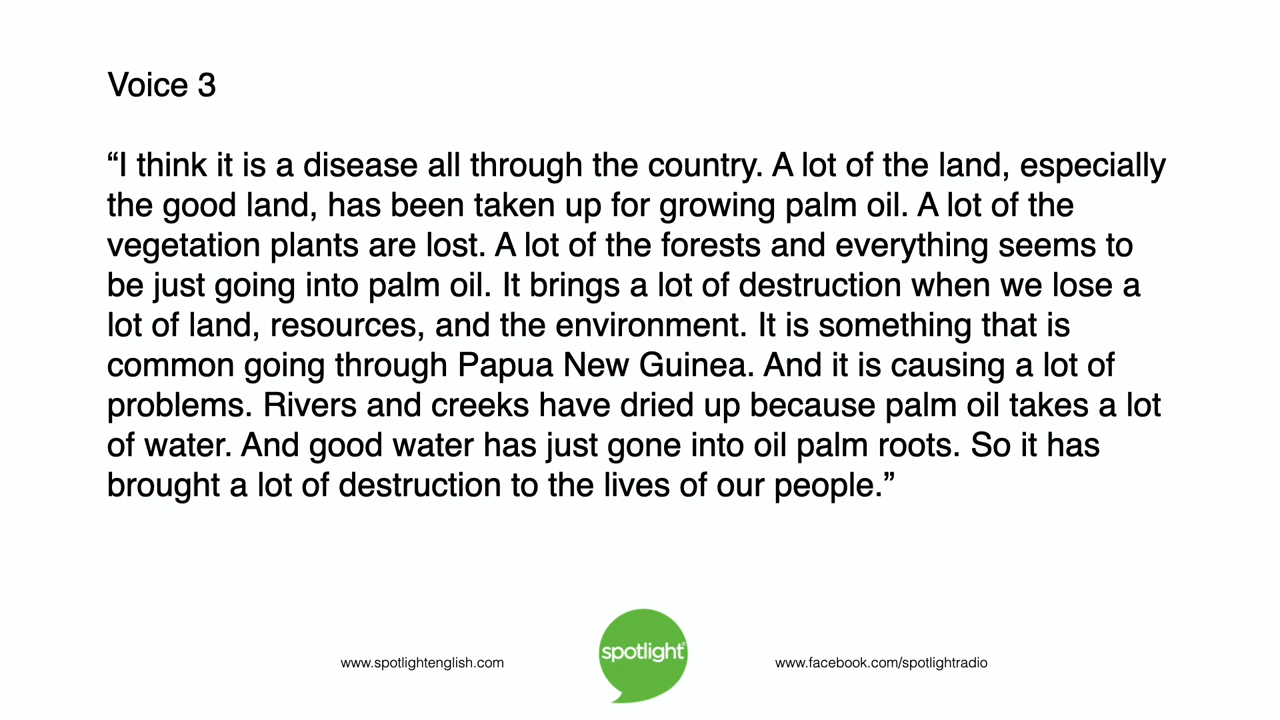 Voice 3
“I think it is a disease all through the country. A lot of the land, especially
the good land, has been taken up for growing palm oil. A lot of the
vegetation plants are lost. A lot of the forests and everything seems to
be just going into palm oil. It brings a lot of destruction when we lose a
lot of land, resources, and the environment. It is something that is
common going through Papua New Guinea. And it is causing a lot of
problems. Rivers and creeks have dried up because palm oil takes a lot
of water. And good water has just gone into oil palm roots. So it has
brought a lot of destruction to the lives of our people.”
www.spotlightenglish.com
spotlight®
www.facebook.com/spotlightradio